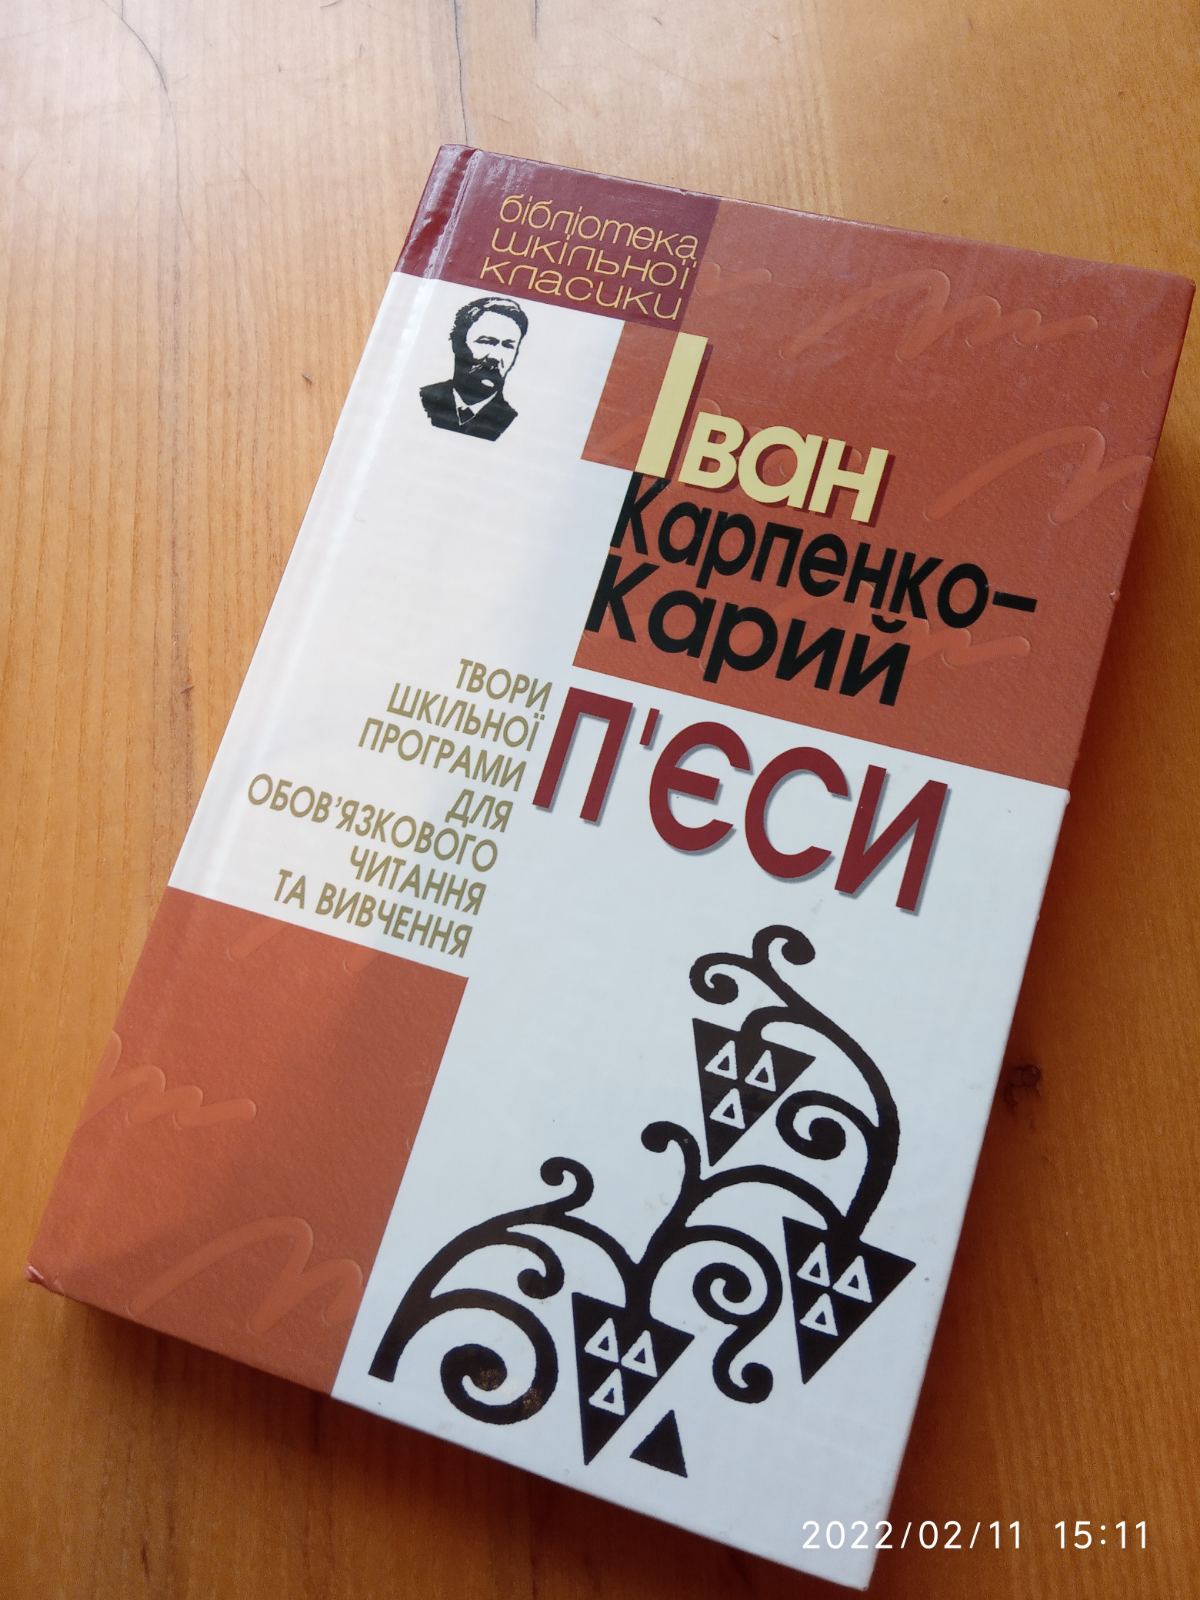 бібліотека
шкільної
класики
Іван
Карпенко-
Карий
П'ЄСИ
ТВОРИ
ШКІЛЬНОЇ
ПРОГРАМИ
ДЛЯ
ОБОВ'ЯЗКОВОГО
ЧИТАННЯ
ТА ВИВЧЕННЯ
2022/02/11 15:11